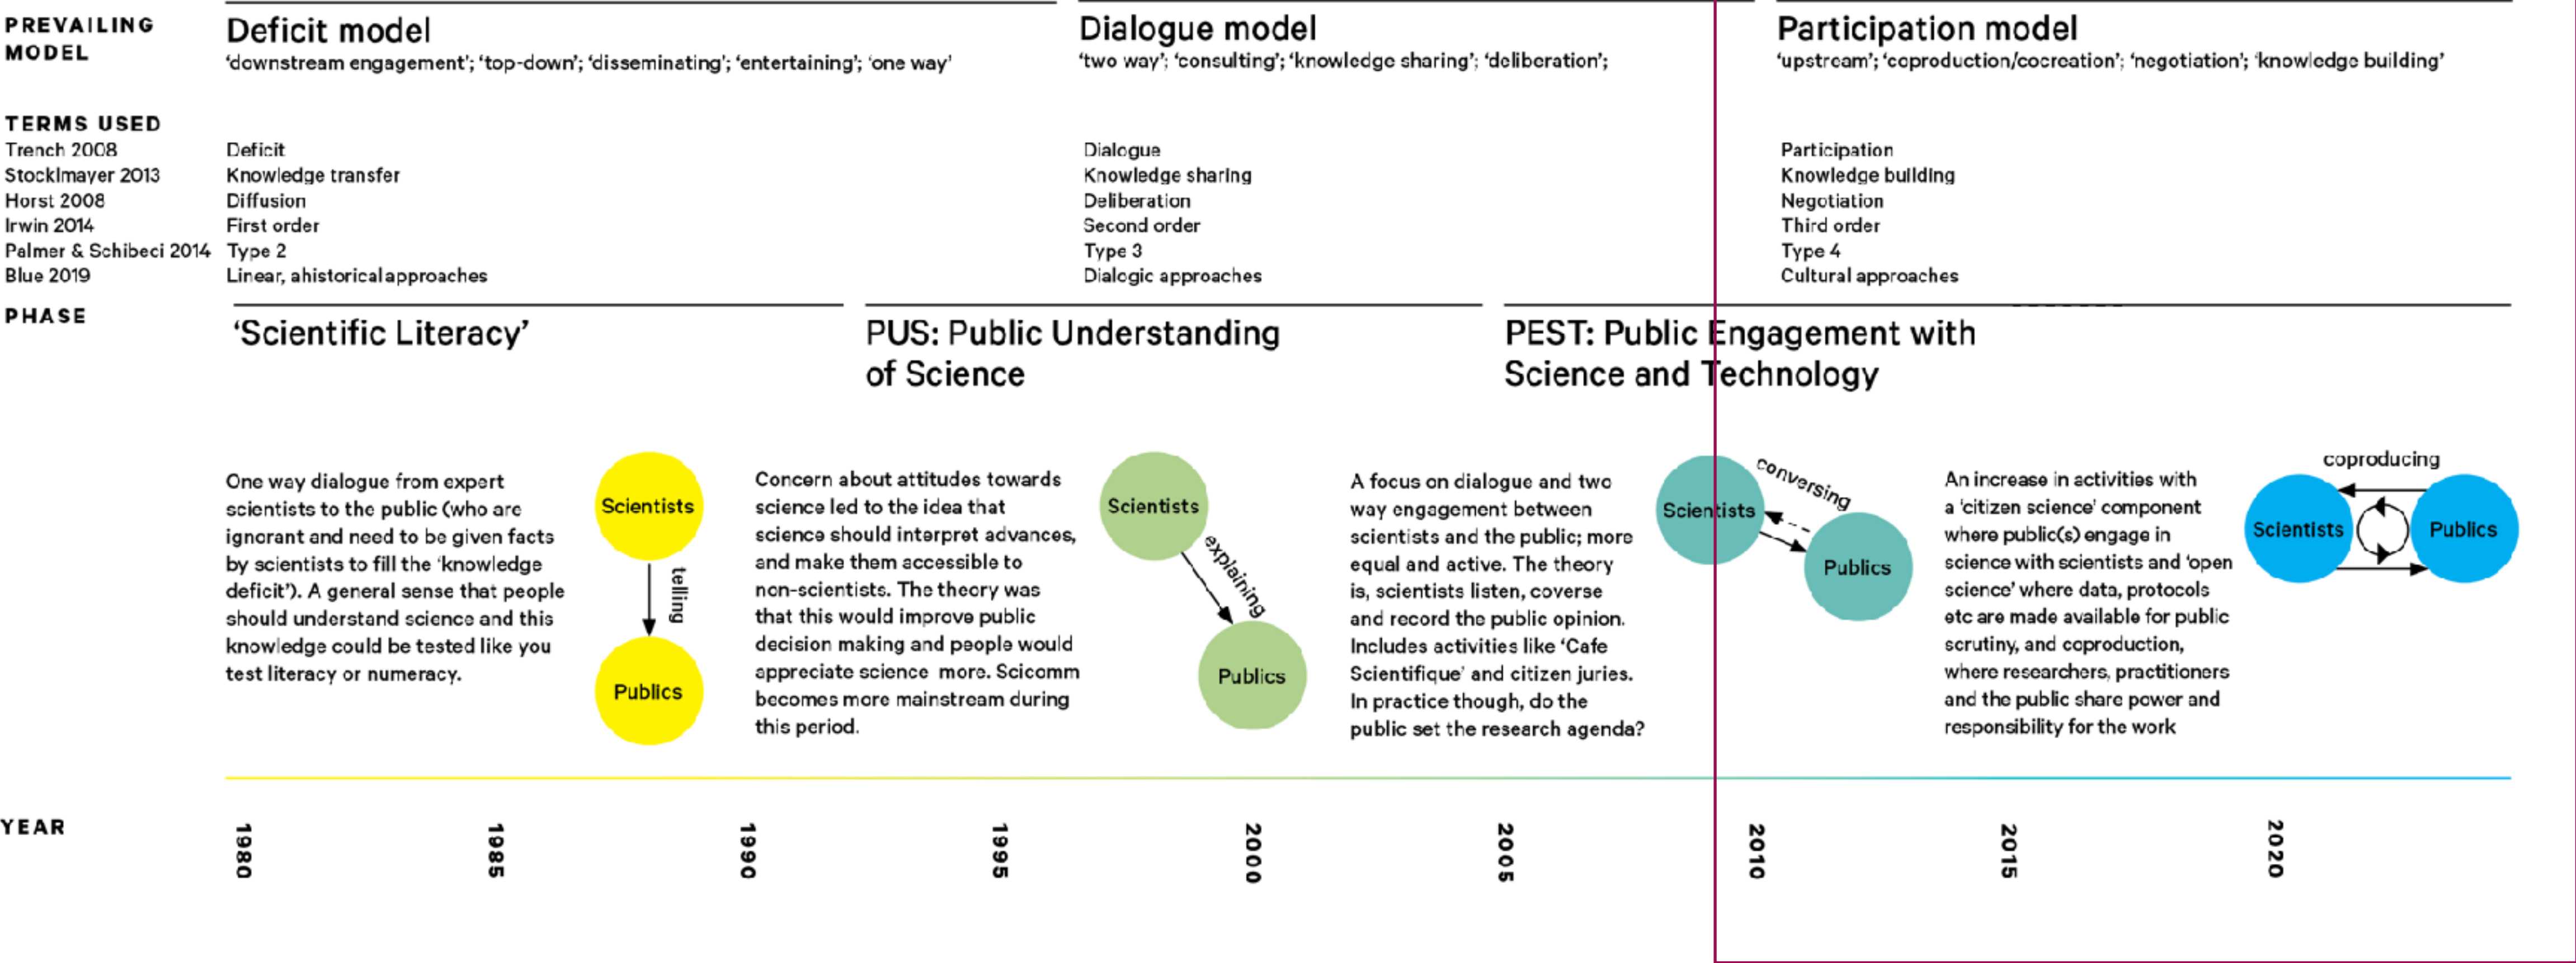 PREVAILING
MODEL
Deficit model
‘downstream engagement’; ‘top-down’; ‘disseminating’; ‘entertaining’; ‘one way’
Dialogue model
‘two way’; ‘consulting’; ‘knowledge sharing’; ‘deliberation’;
Participation model
‘upstream’; ‘coproduction/cocreation’; ‘negotiation’; ‘knowledge building’
TERMS USED
Trench 2008 Deficit Dialogue Participation
Stocklmayer 2013 Knowledge transfer Knowledge sharing Knowledge building
Horst 2008 Diffusion Deliberation Negotiation
Irwin 2014 First order Second order Third order
Palmer & Schibeci 2014 Type 2 Type 3 Type 4
Blue 2019 Linear, ahistorical approaches Dialogic approaches Cultural approaches
PHASE
‘Scientific Literacy’
PUS: Public Understanding
of Science
PEST: Public Engagement with
Science and Technology
One way dialogue from expert
scientists to the public (who are
ignorant and need to be given facts
by scientists to fill the ‘knowledge
deficit’). A general sense that people
should understand science and this
knowledge could be tested like you
test literacy or numeracy.
Scientists
telling
Publics
Concern about attitudes towards
science led to the idea that
science should interpret advances,
and make them accessible to
non-scientists. The theory was
that this would improve public
decision making and people would
appreciate science more. Scicomm
becomes more mainstream during
this period.
Scientists
explaining
Publics
A focus on dialogue and two
way engagement between
scientists and the public; more
equal and active. The theory
is, scientists listen, coverse
and record the public opinion.
Includes activities like ‘Cafe
Scientifique’ and citizen juries.
In practice though, do the
public set the research agenda?
Scientists
conversing
Publics
An increase in activities with
a ‘citizen science’ component
where public(s) engage in
science with scientists and ‘open
science’ where data, protocols
etc are made available for public
scrutiny, and coproduction,
where researchers, practitioners
and the public share power and
responsibility for the work
coproducing
Scientists
Publics
YEAR
1980
1985
1990
1995
2000
2005
2010
2015
2020